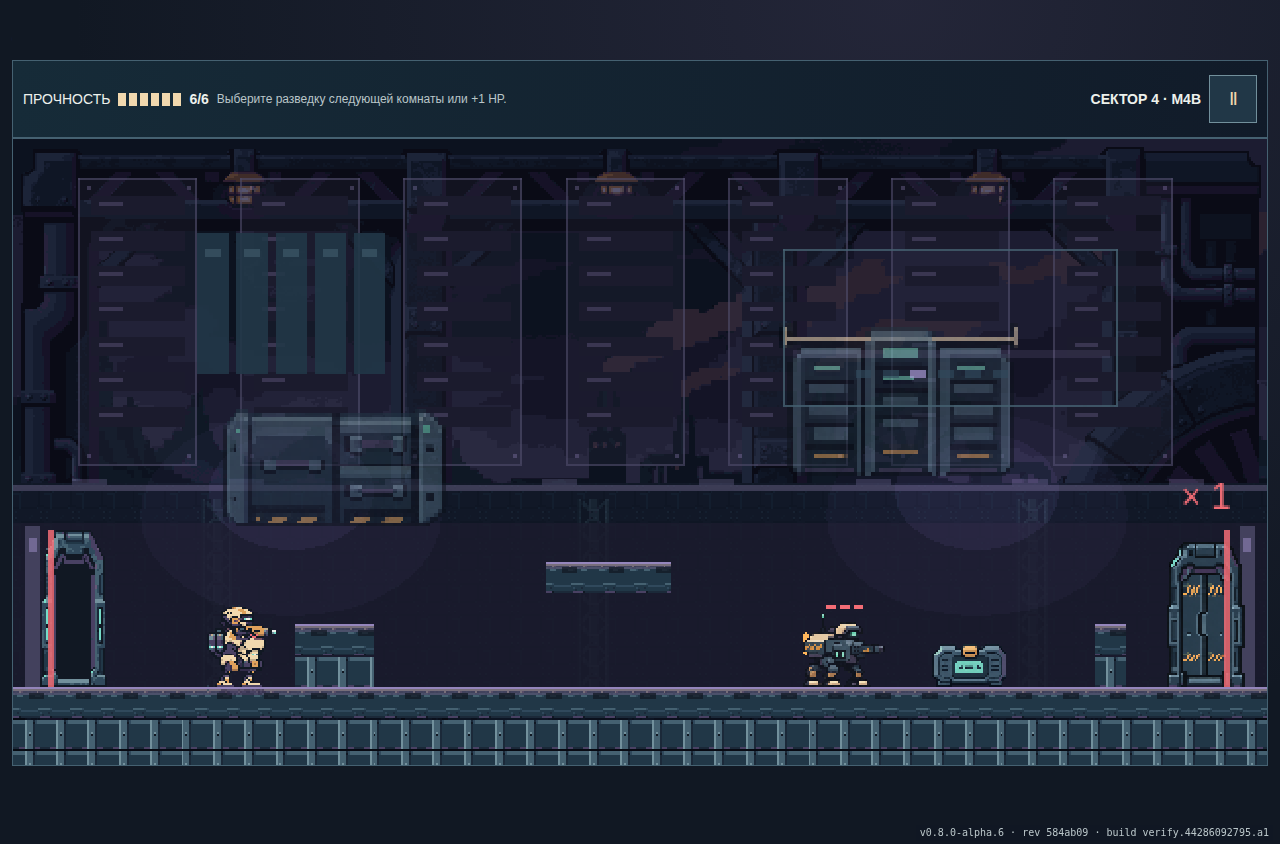 ПРОЧНОСТЬ 6/6 Выберите разведку следующей комнаты или +1 HP.
СЕКТОР 4 · M4B
II
× 1
v0.8.0-alpha.6 · rev 584ab09 · build verify.44286092795.a1